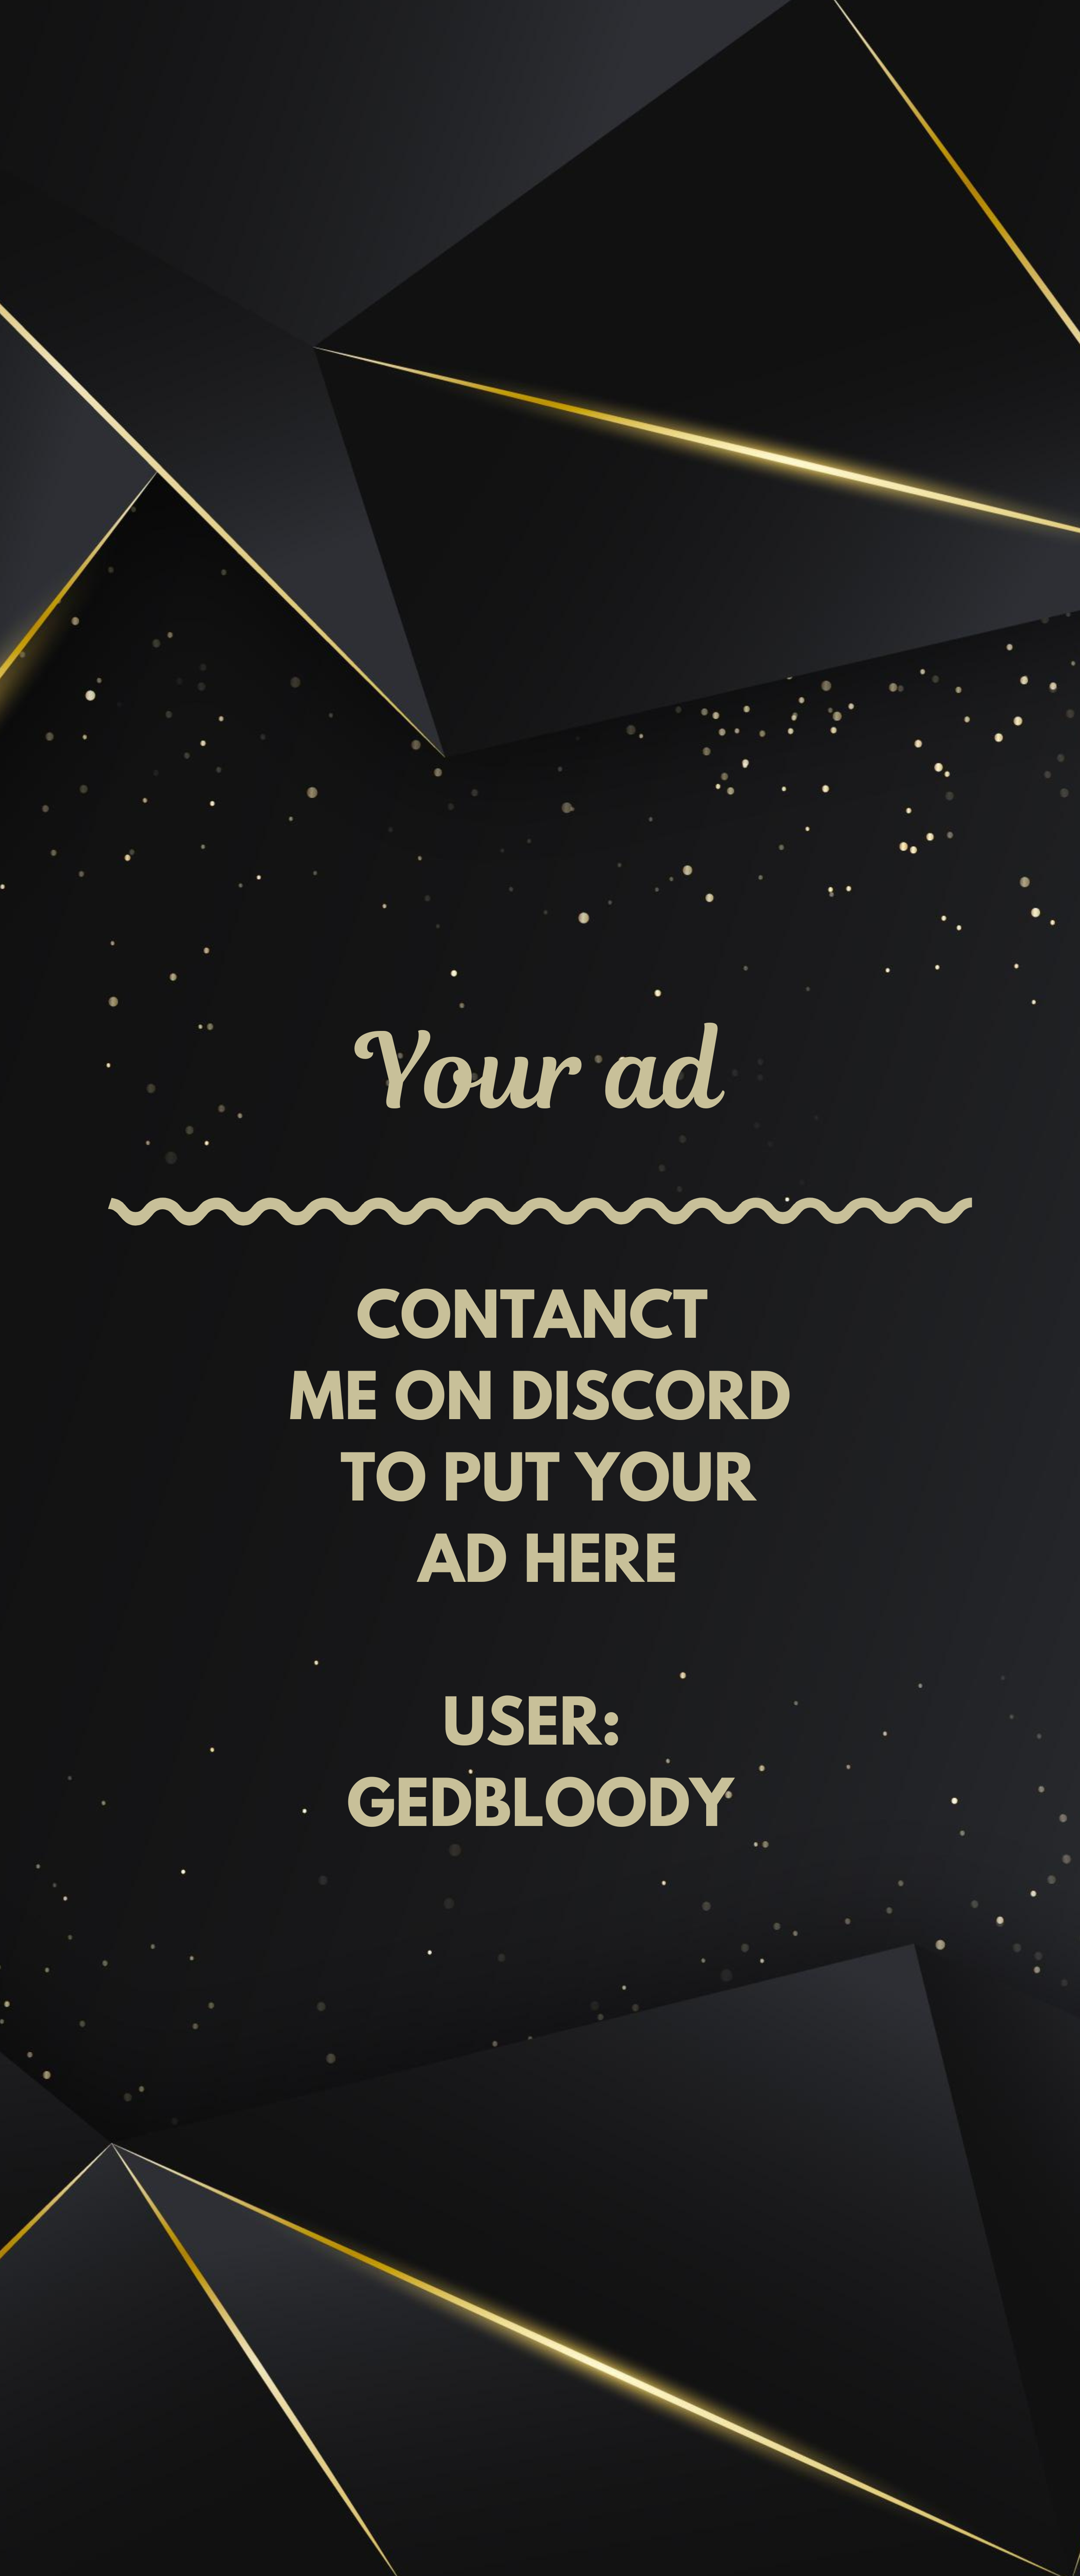 Your ad
CONTANCT
ME ON DISCORD
TO PUT YOUR
AD HERE
USER:
GEDBLOODY